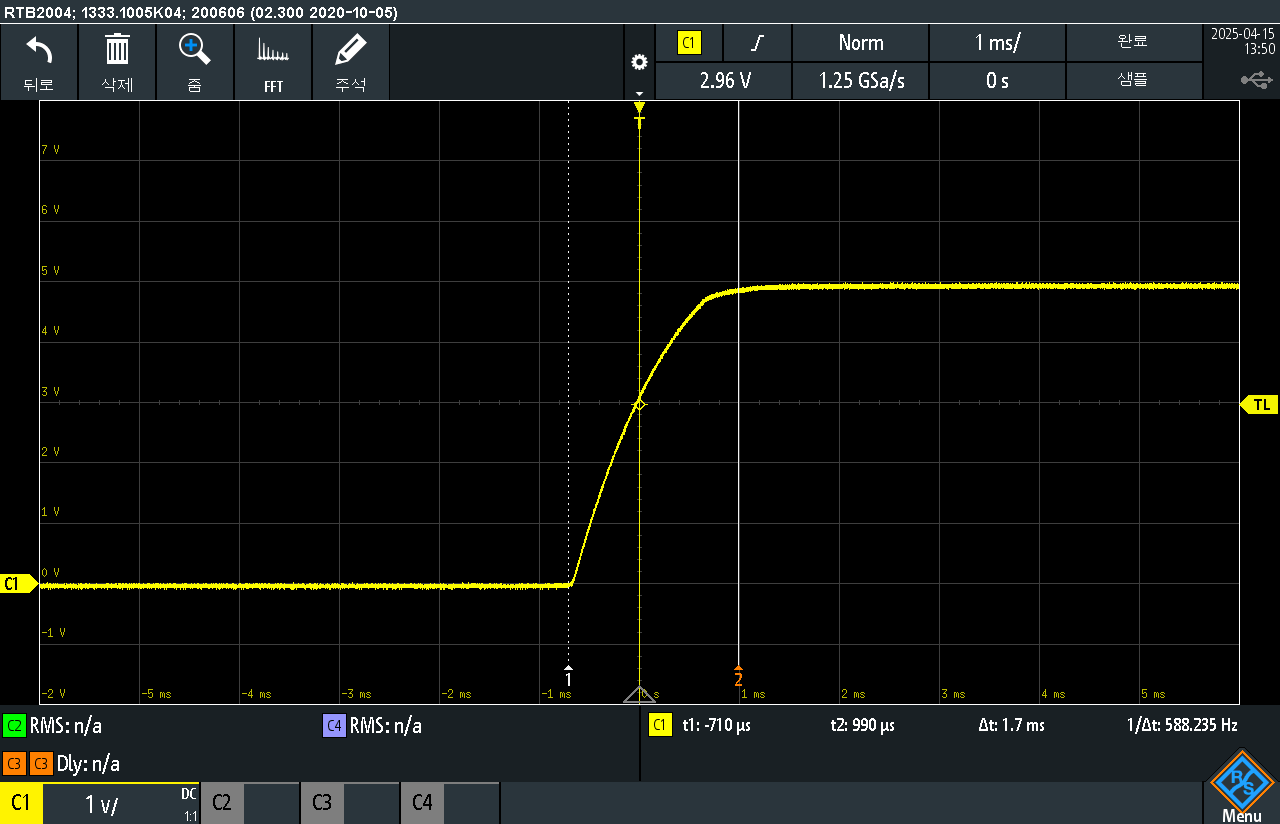 RTB2004; 1333.1005K04; 200606 (02.300 2020-10-05)
뒤로 삭제 줌 FFT 주석
C1 Norm 1 ms/ 완료
2.96 V 1.25 GSa/s 0 s 샘플
2025-04-15
13:50
T
7 V
6 V
5 V
4 V
3 V
TL
2 V
1 V
C1 0 V
-1 V
1 2
-2 V -5 ms -4 ms -3 ms -2 ms -1 ms 0 s 1 ms 2 ms 3 ms 4 ms 5 ms
C2 RMS: n/a C4 RMS: n/a C1 t1: -710 µs t2: 990 µs Δt: 1.7 ms 1/Δt: 588.235 Hz
C3 C3 Dly: n/a
C1 1 V/ DC 1:1 C2 C3 C4
R S
Menu